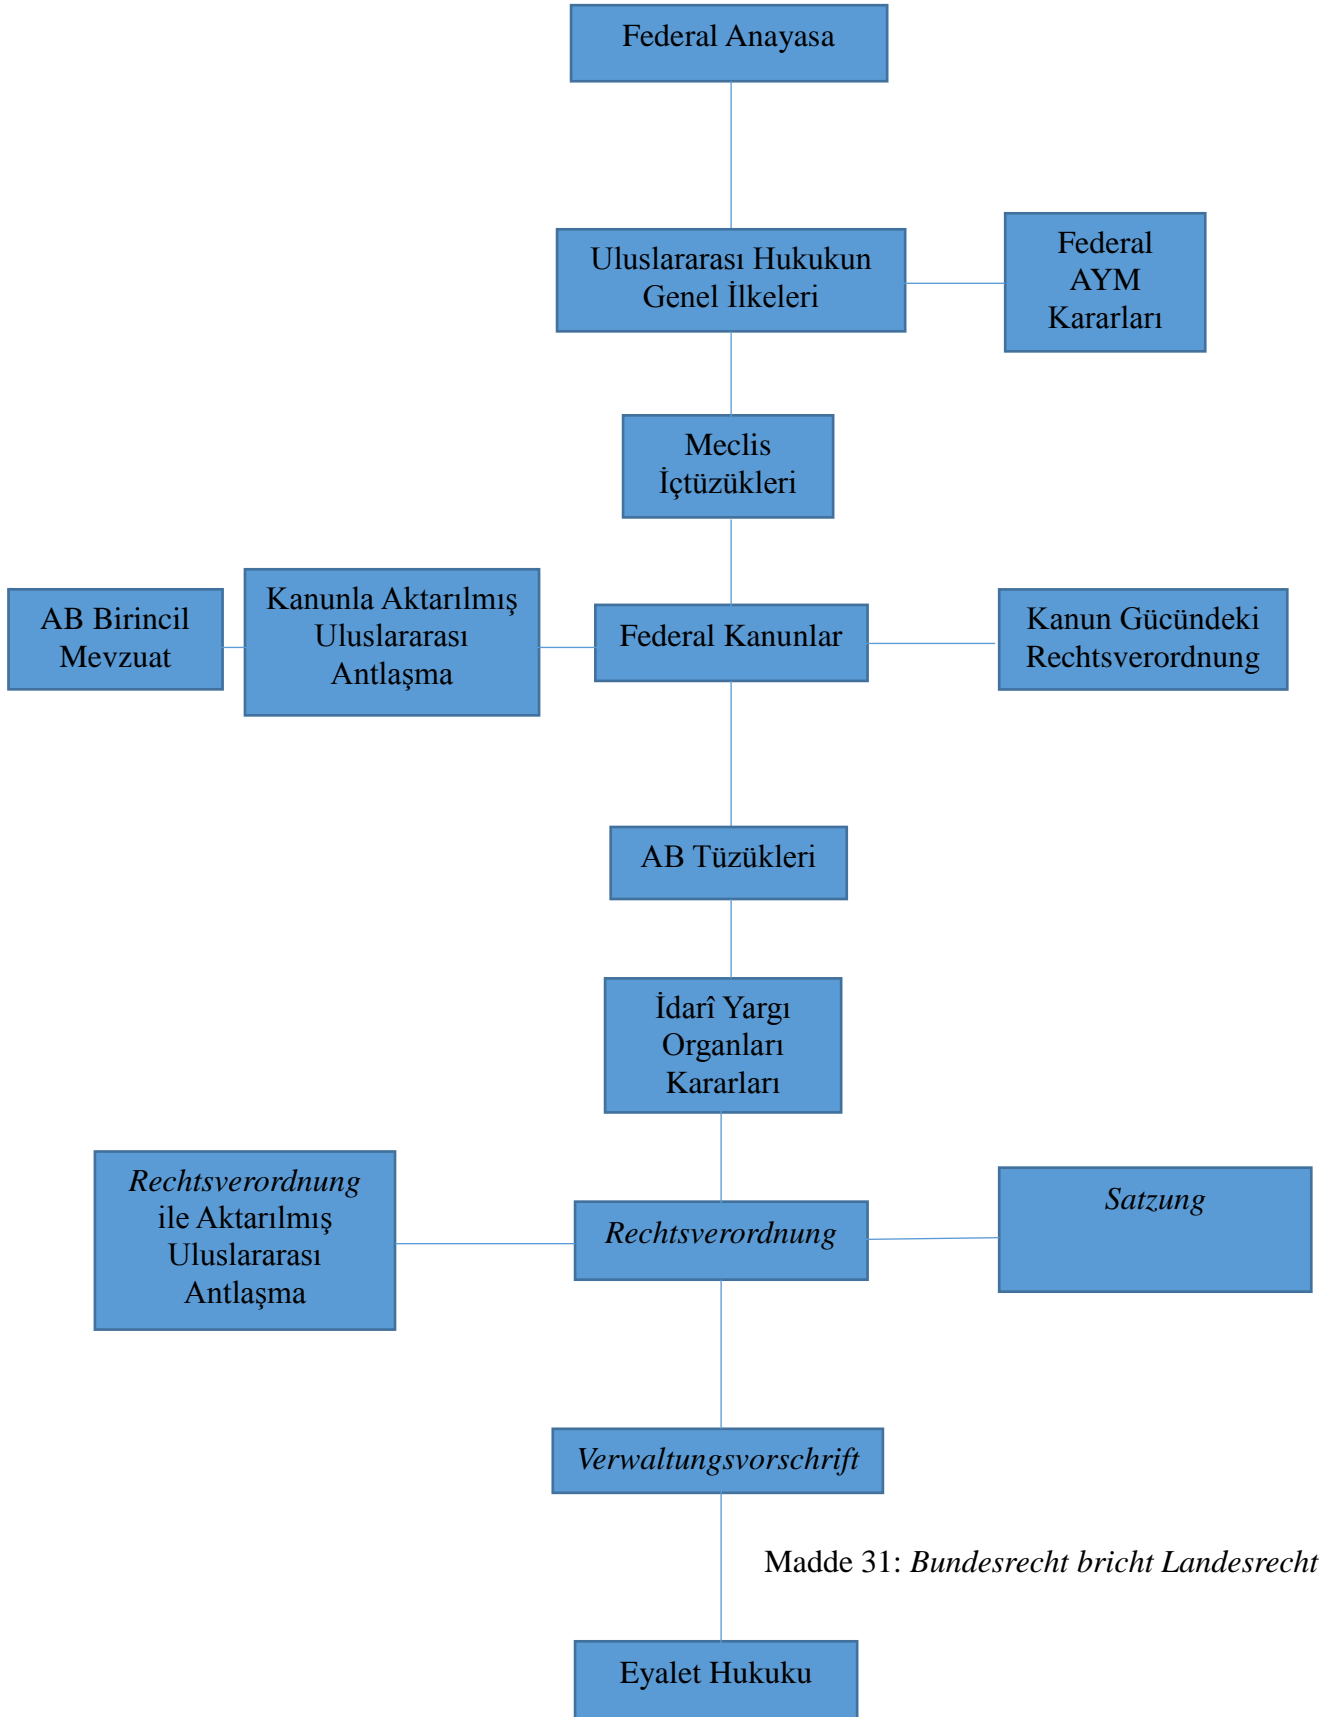 Federal Anayasa
Uluslararası Hukukun
Genel İlkeleri
Federal
AYM
Kararları
Meclis
İçtüzükleri
AB Birincil
Mevzuat
Kanunla Aktarılmış
Uluslararası
Antlaşma
Federal Kanunlar
Kanun Gücündeki
Rechtsverordnung
AB Tüzükleri
İdarî Yargı
Organları
Kararları
Rechtsverordnung
ile Aktarılmış
Uluslararası
Antlaşma
Rechtsverordnung
Satzung
Verwaltungsvorschrift
Madde 31: Bundesrecht bricht Landesrecht
Eyalet Hukuku